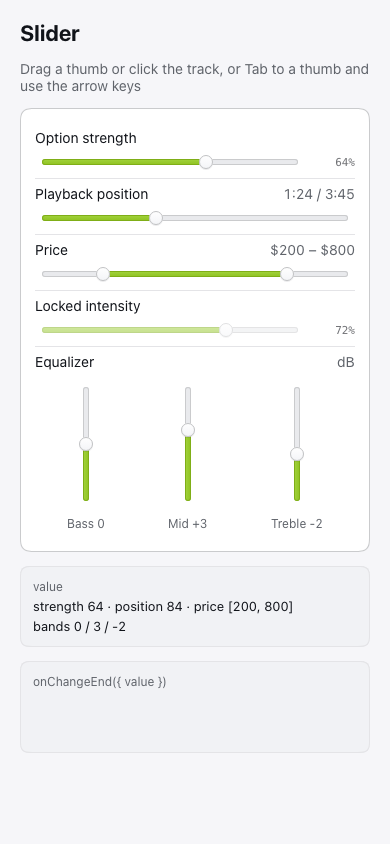 Slider
Drag a thumb or click the track, or Tab to a thumb and
use the arrow keys
Option strength
64%
Playback position 1:24 / 3:45
Price $200 – $800
Locked intensity
72%
Equalizer dB
Bass 0 Mid +3 Treble -2
value
strength 64 · position 84 · price [200, 800]
bands 0 / 3 / -2
onChangeEnd({ value })